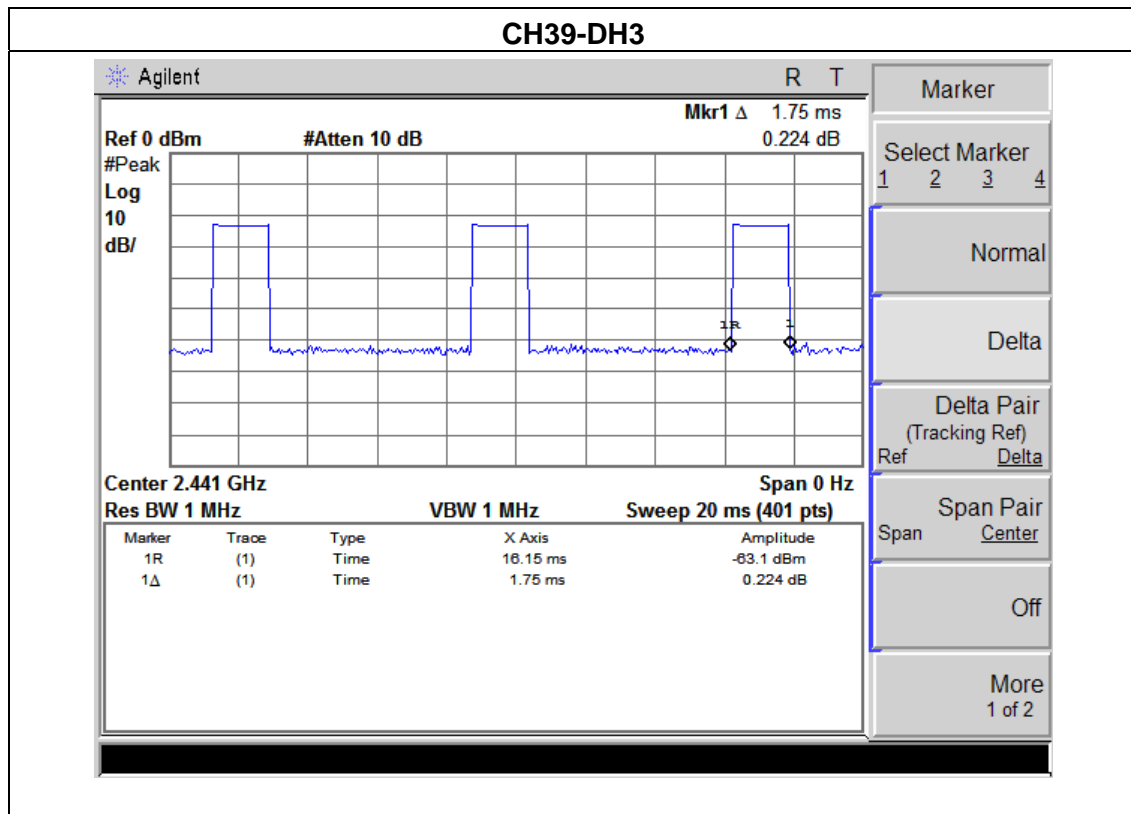 CH39-DH3
Agilent R T
Mkr1 Δ 1.75 ms
Ref 0 dBm #Atten 10 dB 0.224 dB
#Peak
Log
10
dB/
1R 1
Center 2.441 GHz Span 0 Hz
Res BW 1 MHz VBW 1 MHz Sweep 20 ms (401 pts)
Marker Trace Type X Axis Amplitude
1R (1) Time 16.15 ms -63.1 dBm
1Δ (1) Time 1.75 ms 0.224 dB
Marker
Select Marker
1 2 3 4
Normal
Delta
Delta Pair
(Tracking Ref)
Ref Delta
Span Pair
Span Center
Off
More
1 of 2